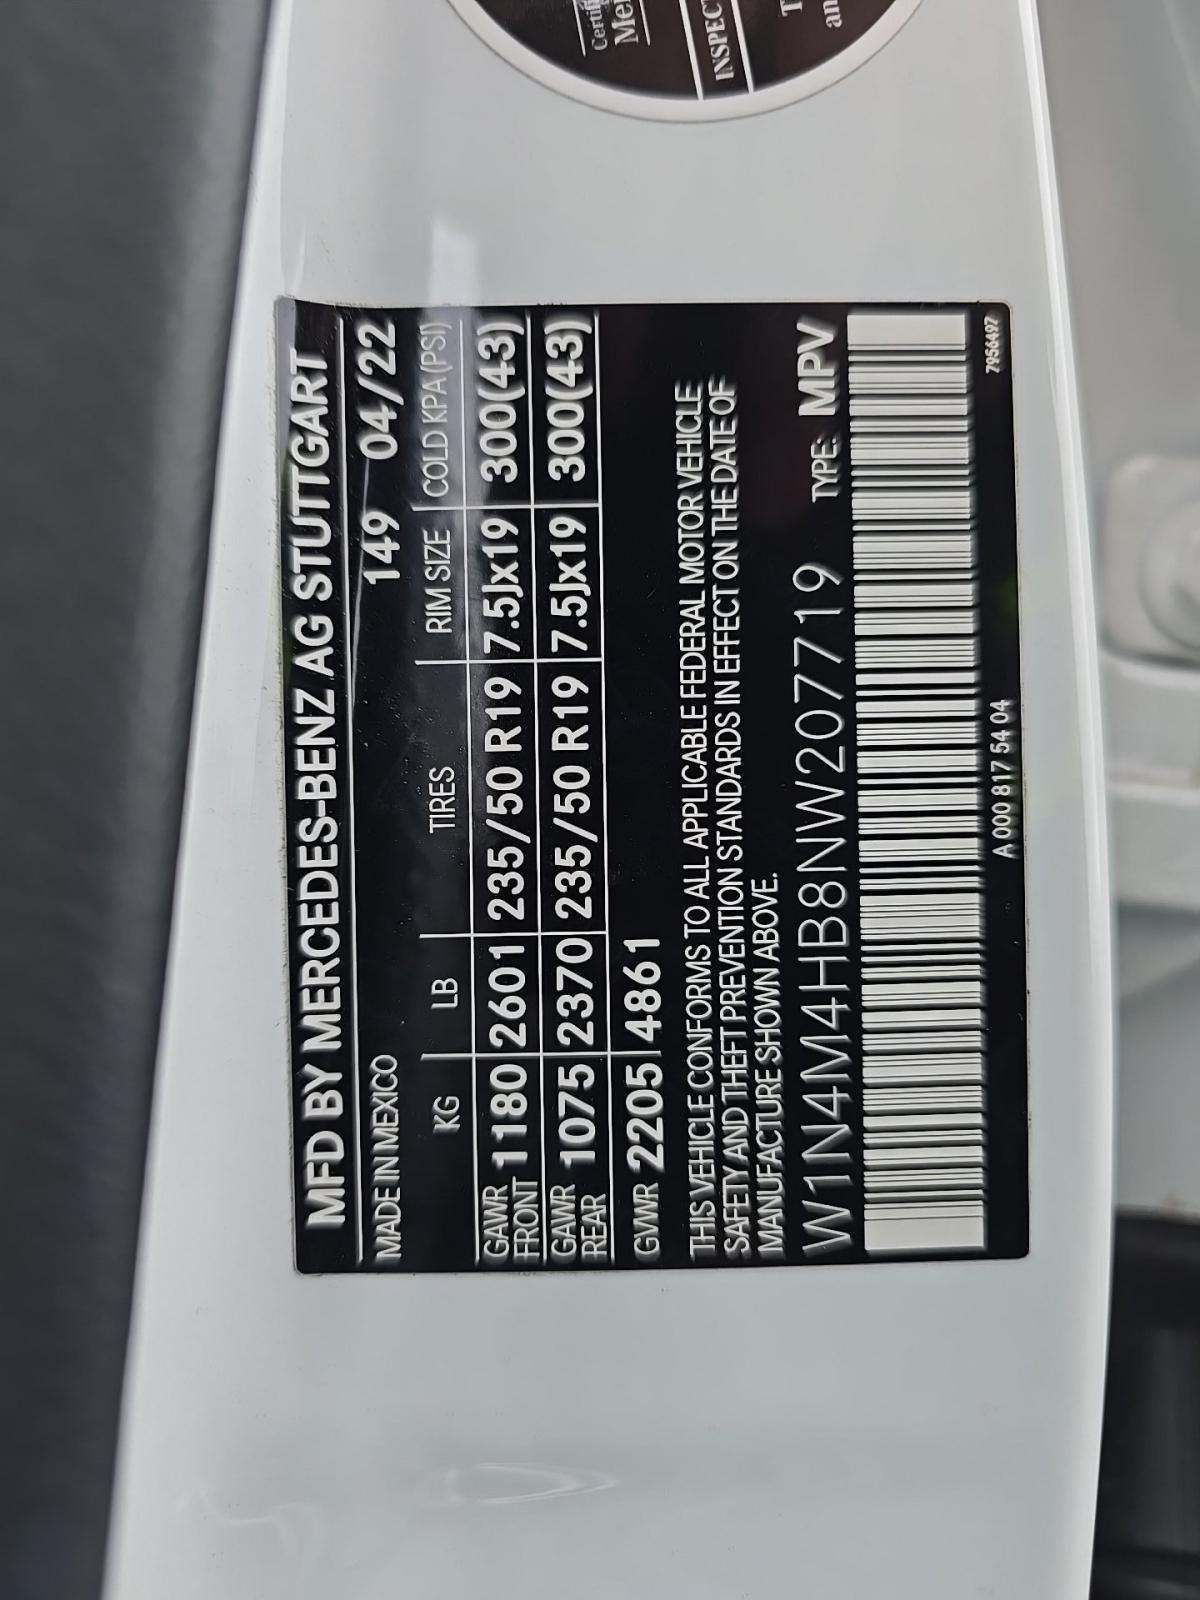 MFD BY MERCEDES-BENZ AG STUTTGART
MADE IN MEXICO 149 04/22
KG LB TIRES RIM SIZE COLD KPA(PSI)
GAWR FRONT 1180 2601 235/50 R19 7.5Jx19 300(43)
GAWR REAR 1075 2370 235/50 R19 7.5Jx19 300(43)
GVWR 2205 4861
THIS VEHICLE CONFORMS TO ALL APPLICABLE FEDERAL MOTOR VEHICLE
SAFETY AND THEFT PREVENTION STANDARDS IN EFFECT ON THE DATE OF
MANUFACTURE SHOWN ABOVE.
W1N4M4HB8NW207719 TYPE: MPV
A 000 817 54 04
7956497